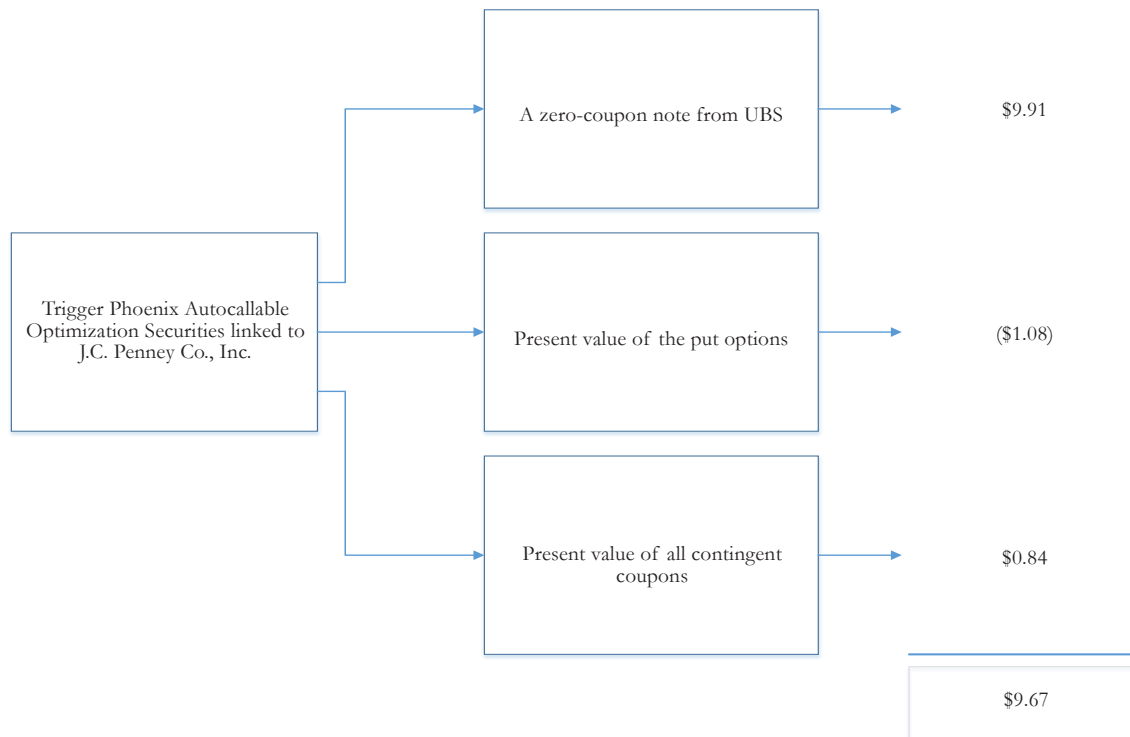 A zero-coupon note from UBS
$9.91
Trigger Phoenix Autocallable
Optimization Securities linked to
J.C. Penney Co., Inc.
Present value of the put options
($1.08)
Present value of all contingent
coupons
$0.84
$9.67